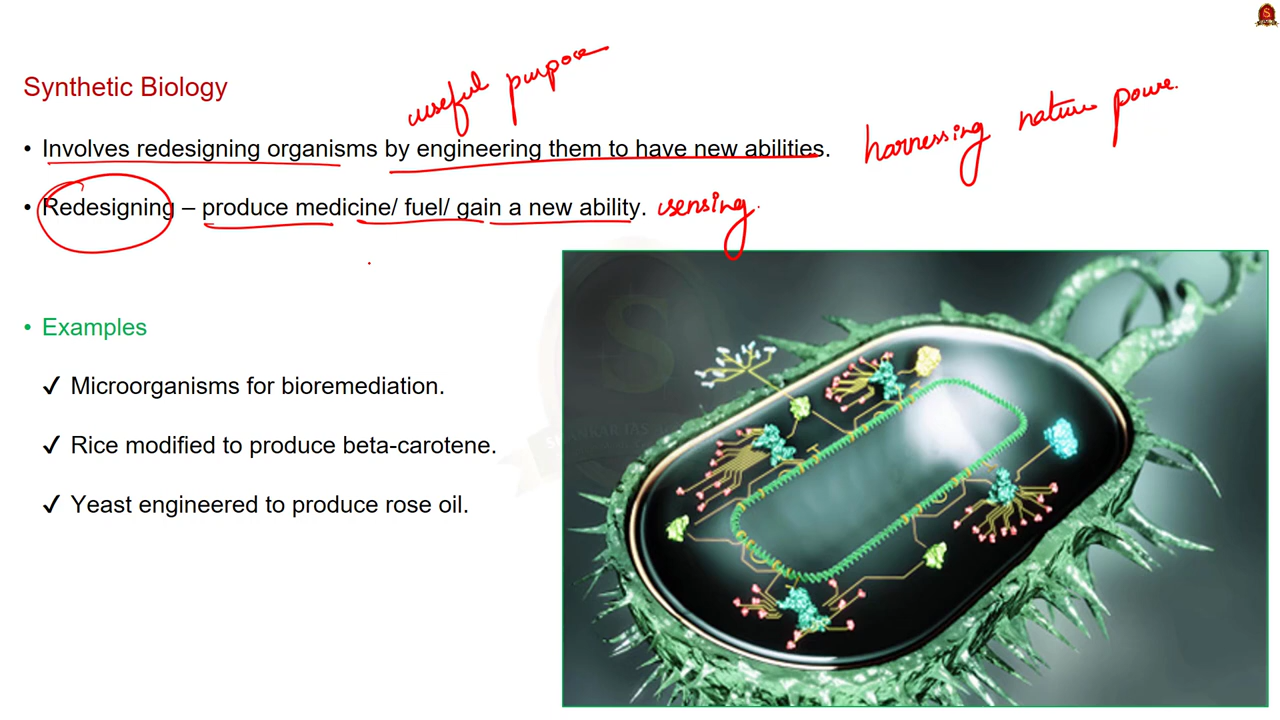 Synthetic Biology
useful purpose
• Involves redesigning organisms by engineering them to have new abilities.
harnessing nature power.
• Redesigning – produce medicine/ fuel/ gain a new ability.
sensing.
• Examples
✓ Microorganisms for bioremediation.
✓ Rice modified to produce beta-carotene.
✓ Yeast engineered to produce rose oil.